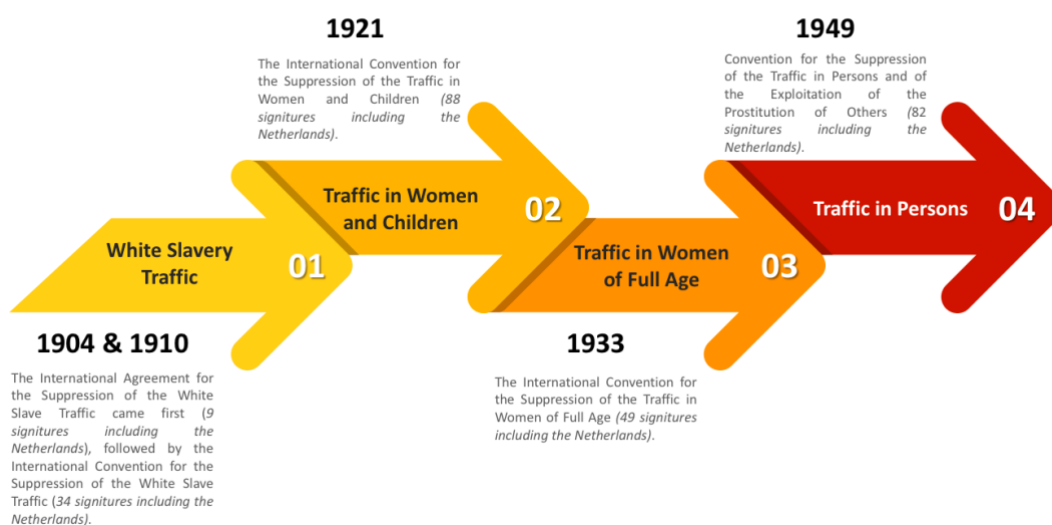 1921
The International Convention for
the Suppression of the Traffic in
Women and Children (88
signitures including the
Netherlands).
1949
Convention for the Suppression
of the Traffic in Persons and of
the Exploitation of the
Prostitution of Others (82
signitures including the
Netherlands).
White Slavery
Traffic
01
Traffic in Women
and Children
02
Traffic in Women
of Full Age
03
Traffic in Persons
04
1904 & 1910
The International Agreement for
the Suppression of the White
Slave Traffic came first (9
signitures including the
Netherlands), followed by the
International Convention for the
Suppression of the White Slave
Traffic (34 signitures including the
Netherlands).
1933
The International Convention for
the Suppression of the Traffic in
Women of Full Age (49 signitures
including the Netherlands).